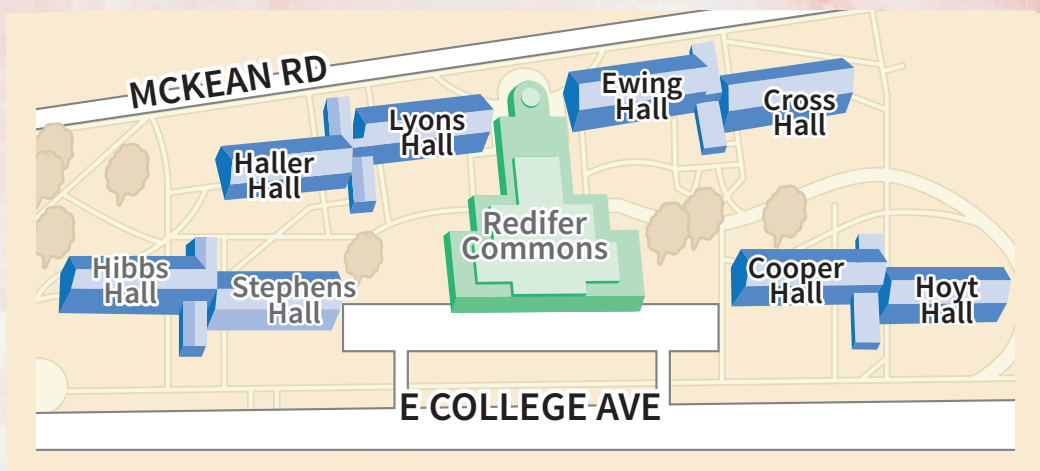 MCKEAN RD
Ewing
Hall
Cross
Hall
Lyons
Hall
Haller
Hall
Redifer
Commons
Hibbs
Hall
Stephens
Hall
Cooper
Hall
Hoyt
Hall
E COLLEGE AVE